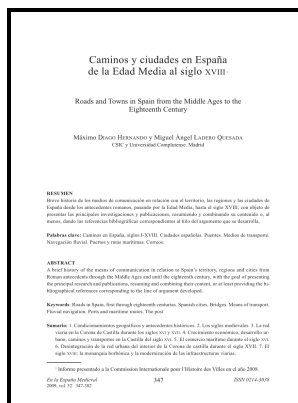 Caminos y ciudades en España
de la Edad Media al siglo XVIII¹
Roads and Towns in Spain from the Middle Ages to the
Eighteenth Century
Máximo DIAGO HERNANDO y Miguel Ángel LADERO QUESADA
CSIC y Universidad Complutense, Madrid
RESUMEN
Breve historia de los medios de comunicación en relación con el territorio, las regiones y las ciudades de
España desde los antecedentes romanos, pasando por la Edad Media, hasta el siglo XVIII, con objeto de
presentar las principales investigaciones y publicaciones, resumiendo y combinando su contenido o, al
menos, dando las referencias bibliográficas correspondientes al hilo del argumento que se desarrolla.
Palabras clave: Caminos en España, siglos I-XVIII. Ciudades españolas. Puentes. Medios de transporte.
Navegación fluvial. Puertos y rutas marítimas. Correos.
ABSTRACT
A brief history of the means of communication in relation to Spain's territory, regions and cities from
Roman antecedents through the Middle Ages and until the eighteenth century, with the goal of presenting
the principal research and publications, resuming and combining their content, or at least providing the bi-
bliographical references corresponding to the line of argument developed.
Keywords: Roads in Spain, first through eighteenth centuries. Spanish cities. Bridges. Means of transport.
Fluvial navigation. Ports and maritime routes. The post.
Sumario: 1. Condicionamientos geográficos y antecedentes históricos. 2. Los siglos medievales. 3. La red
viaria en la Corona de Castilla durante los siglos XVI y XVII. 4. Crecimiento económico, desarrollo ur-
bano, caminos y transportes en la Castilla del siglo XVI. 5. El comercio marítimo durante el siglo XVI.
6. Desintegración de la red urbana del interior de la Corona de Castilla durante el siglo XVII. 7. El
siglo XVIII: la monarquía borbónica y la modernización de las infraestructuras viarias.
¹ Informe presentado a la Commission Internationale pour l'Histoire des Villes en el año 2008.
En la España Medieval
2009, vol. 32 347-382
347
ISSN 0214-3038